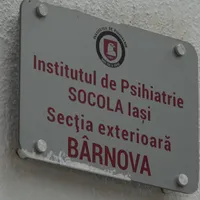 Institutul de Psihiatrie
SOCOLA Iași
Secția exterioară
BÂRNOVA